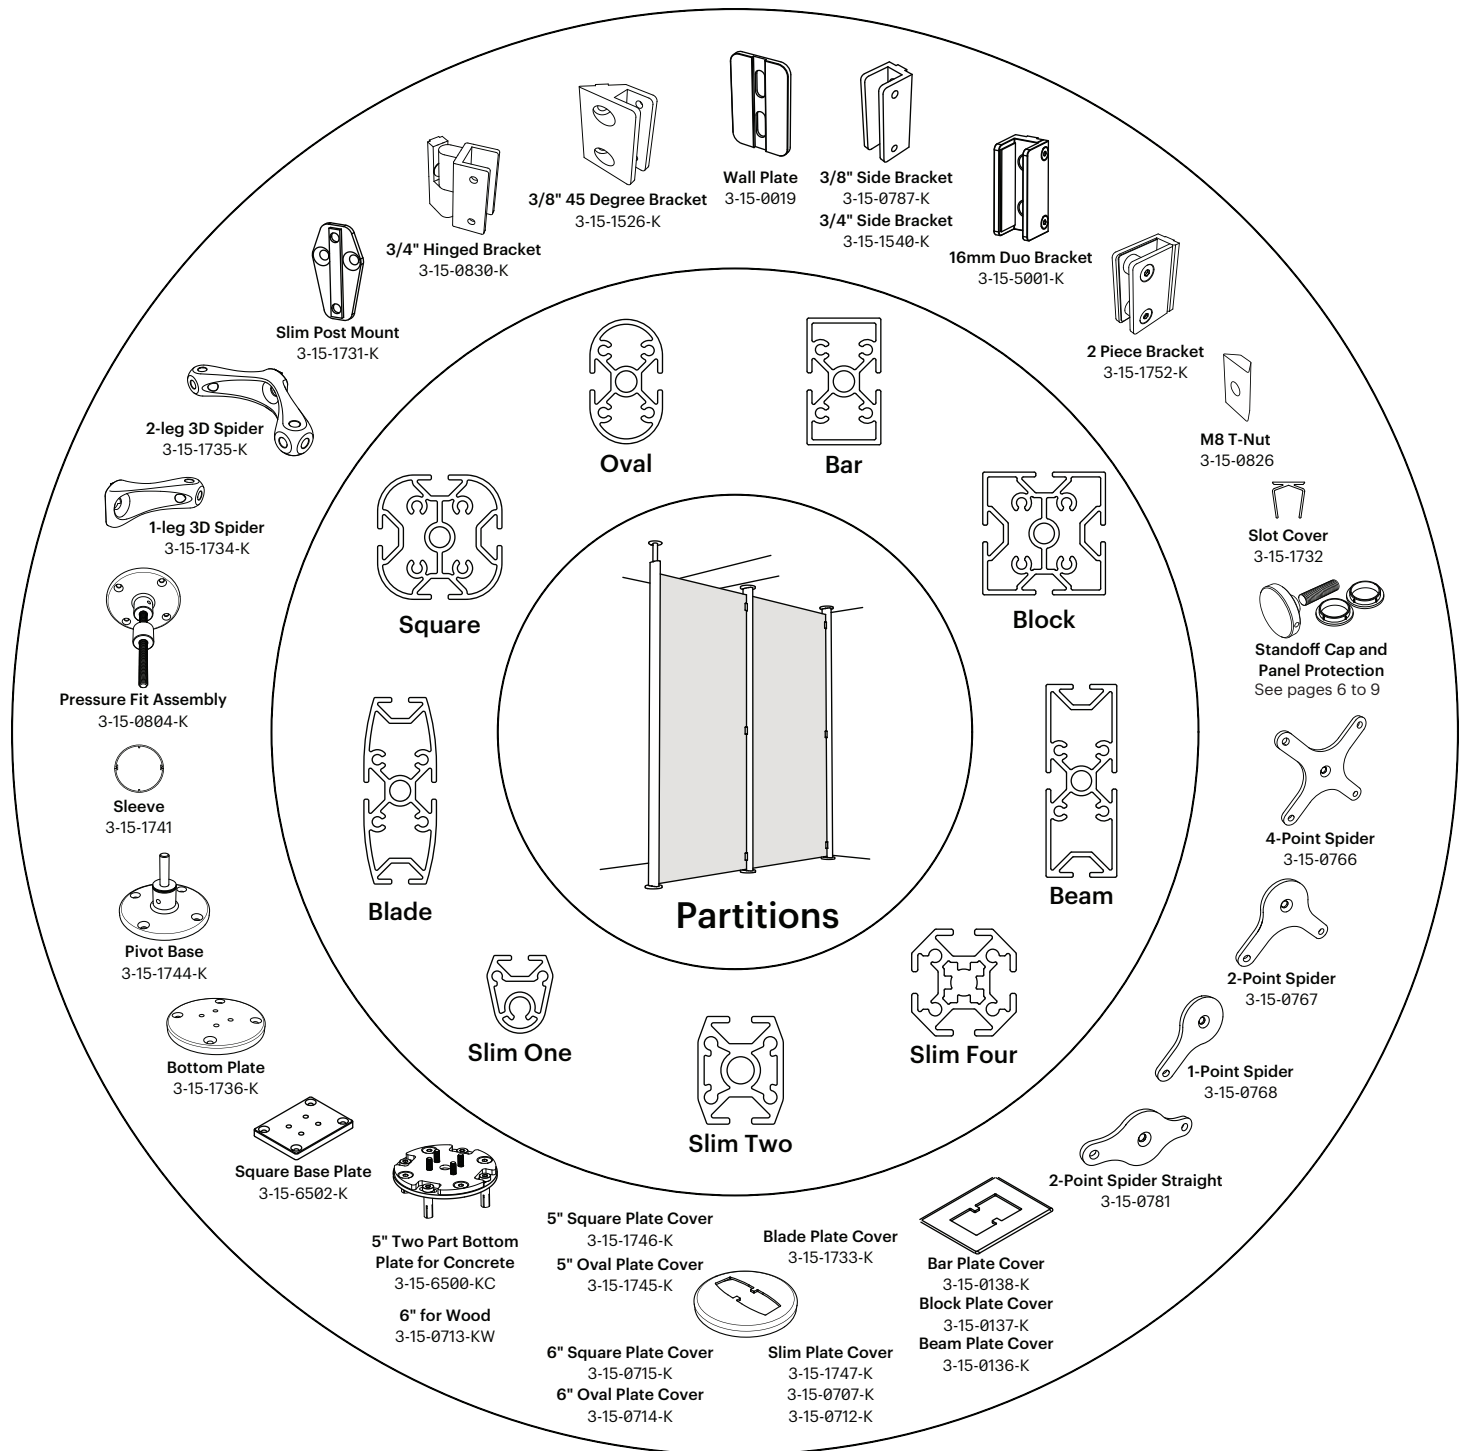 Wall Plate
3-15-0019
3/8" Side Bracket
3-15-0787-K
3/4" Side Bracket
3-15-1540-K
16mm Duo Bracket
3-15-5001-K
2 Piece Bracket
3-15-1752-K
M8 T-Nut
3-15-0826
Slot Cover
3-15-1732
Standoff Cap and
Panel Protection
See pages 6 to 9
4-Point Spider
3-15-0766
2-Point Spider
3-15-0767
1-Point Spider
3-15-0768
2-Point Spider Straight
3-15-0781
Bar Plate Cover
3-15-0138-K
Block Plate Cover
3-15-0137-K
Beam Plate Cover
3-15-0136-K
Blade Plate Cover
3-15-1733-K
Slim Plate Cover
3-15-1747-K
3-15-0707-K
3-15-0712-K
5" Square Plate Cover
3-15-1746-K
5" Oval Plate Cover
3-15-1745-K
6" Square Plate Cover
3-15-0715-K
6" Oval Plate Cover
3-15-0714-K
5" Two Part Bottom
Plate for Concrete
3-15-6500-KC
6" for Wood
3-15-0713-KW
Square Base Plate
3-15-6502-K
Bottom Plate
3-15-1736-K
Pivot Base
3-15-1744-K
Sleeve
3-15-1741
Pressure Fit Assembly
3-15-0804-K
1-leg 3D Spider
3-15-1734-K
2-leg 3D Spider
3-15-1735-K
Slim Post Mount
3-15-1731-K
3/4" Hinged Bracket
3-15-0830-K
3/8" 45 Degree Bracket
3-15-1526-K
Oval
Bar
Block
Beam
Slim Four
Slim Two
Slim One
Blade
Square
Partitions